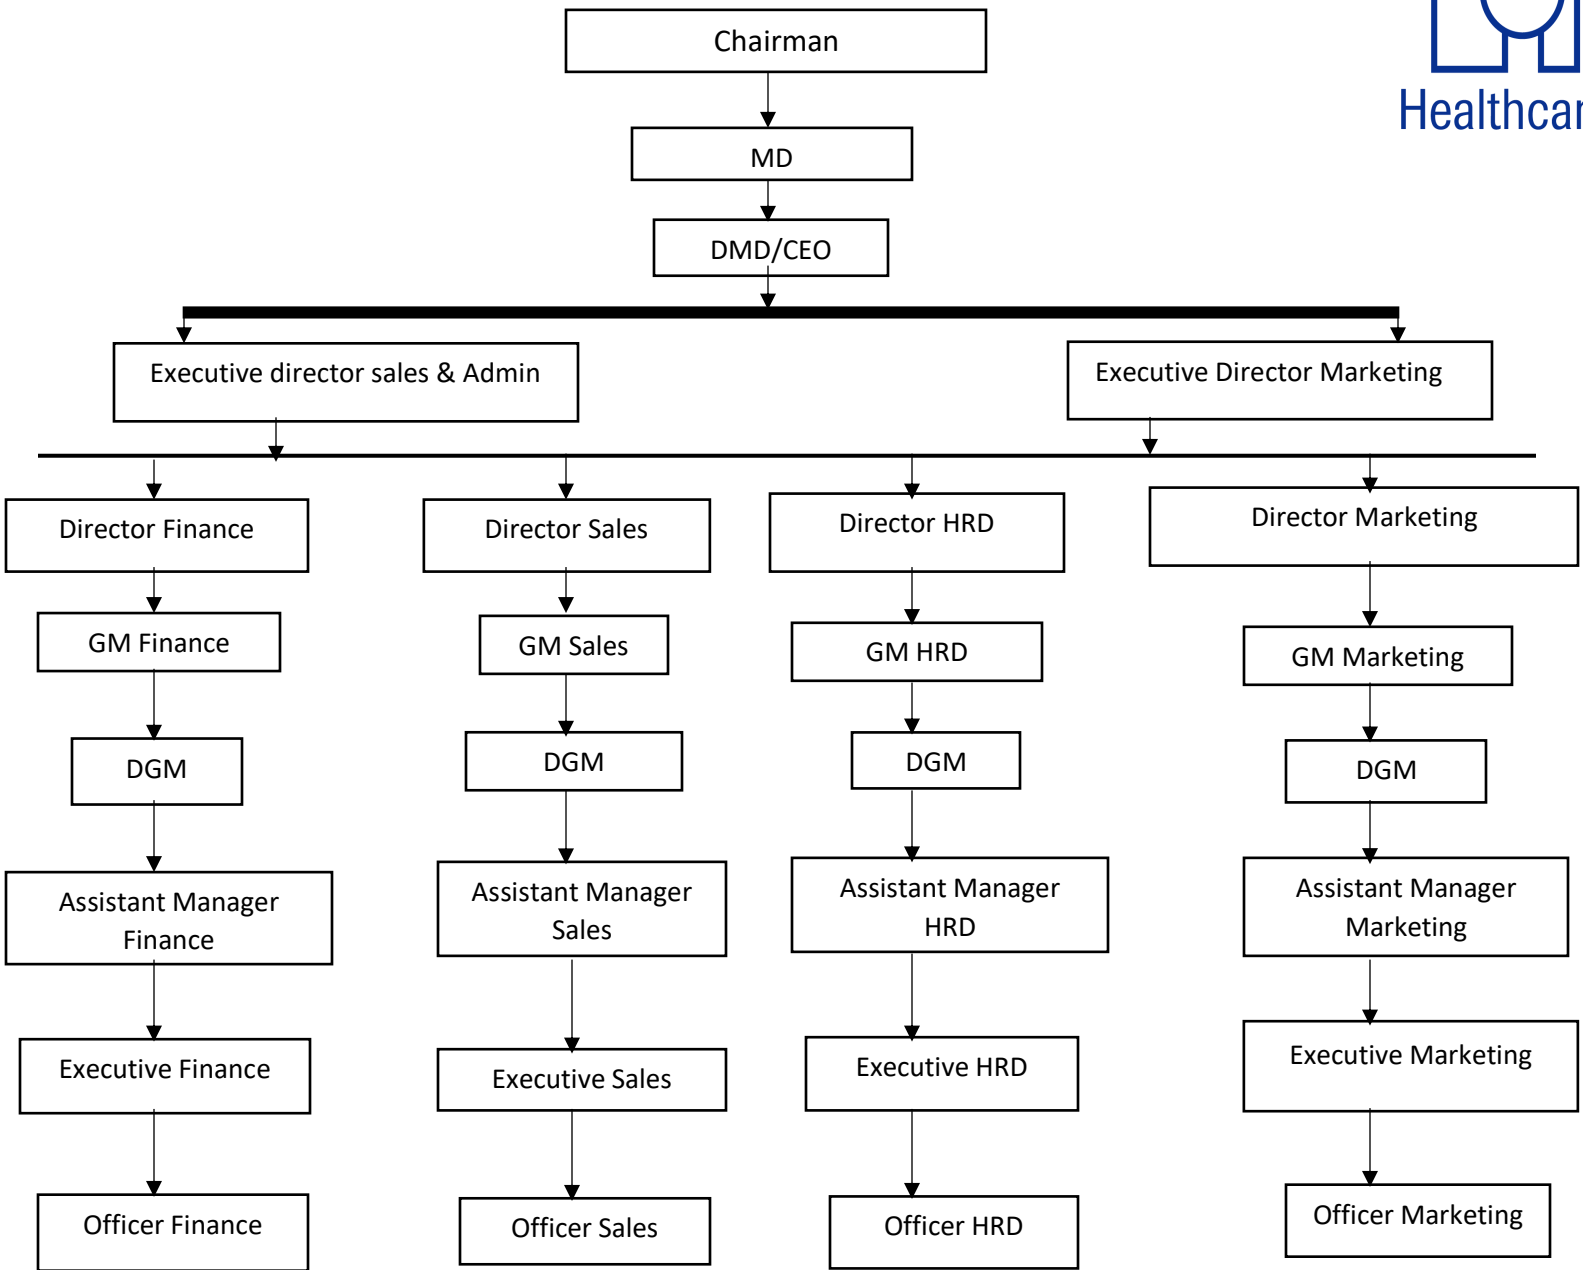 Chairman
Healthcar
MD
DMD/CEO
Executive director sales & Admin
Executive Director Marketing
Director Finance
Director Sales
Director HRD
Director Marketing
GM Finance
GM Sales
GM HRD
GM Marketing
DGM
DGM
DGM
DGM
Assistant Manager
Finance
Assistant Manager
Sales
Assistant Manager
HRD
Assistant Manager
Marketing
Executive Finance
Executive Sales
Executive HRD
Executive Marketing
Officer Finance
Officer Sales
Officer HRD
Officer Marketing